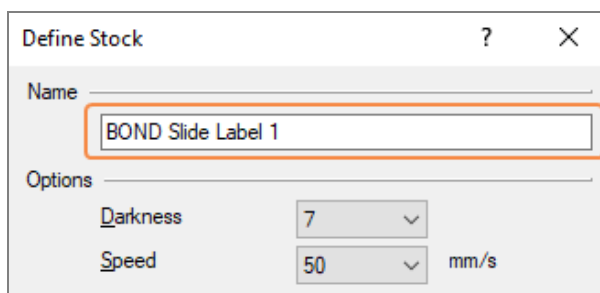 Define Stock ? ×
Name
BOND Slide Label 1
Options
Darkness 7
Speed 50 mm/s